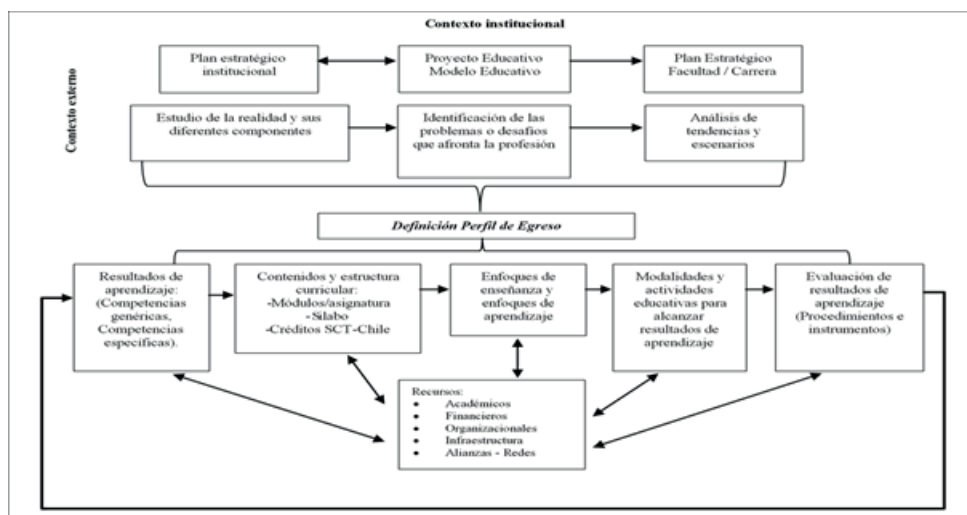 Contexto institucional
Contexto externo
Plan estratégico
institucional
Proyecto Educativo
Modelo Educativo
Plan Estratégico
Facultad / Carrera
Estudio de la realidad y sus
diferentes componentes
Identificación de las
problemas o desafíos
que afronta la profesión
Análisis de
tendencias y
escenarios
Definición Perfil de Egreso
Resultados de
aprendizaje:
(Competencias
genéricas,
Competencias
específicas).
Contenidos y estructura
curricular:
-Módulos/asignatura
-Sílabo
-Créditos SCT-Chile
Enfoques de
enseñanza y
enfoques de
aprendizaje
Modalidades y
actividades
educativas para
alcanzar
resultados de
aprendizaje
Evaluación de
resultados de
aprendizaje
(Procedimientos e
instrumentos)
Recursos:
• Académicos
• Financieros
• Organizacionales
• Infraestructura
• Alianzas - Redes